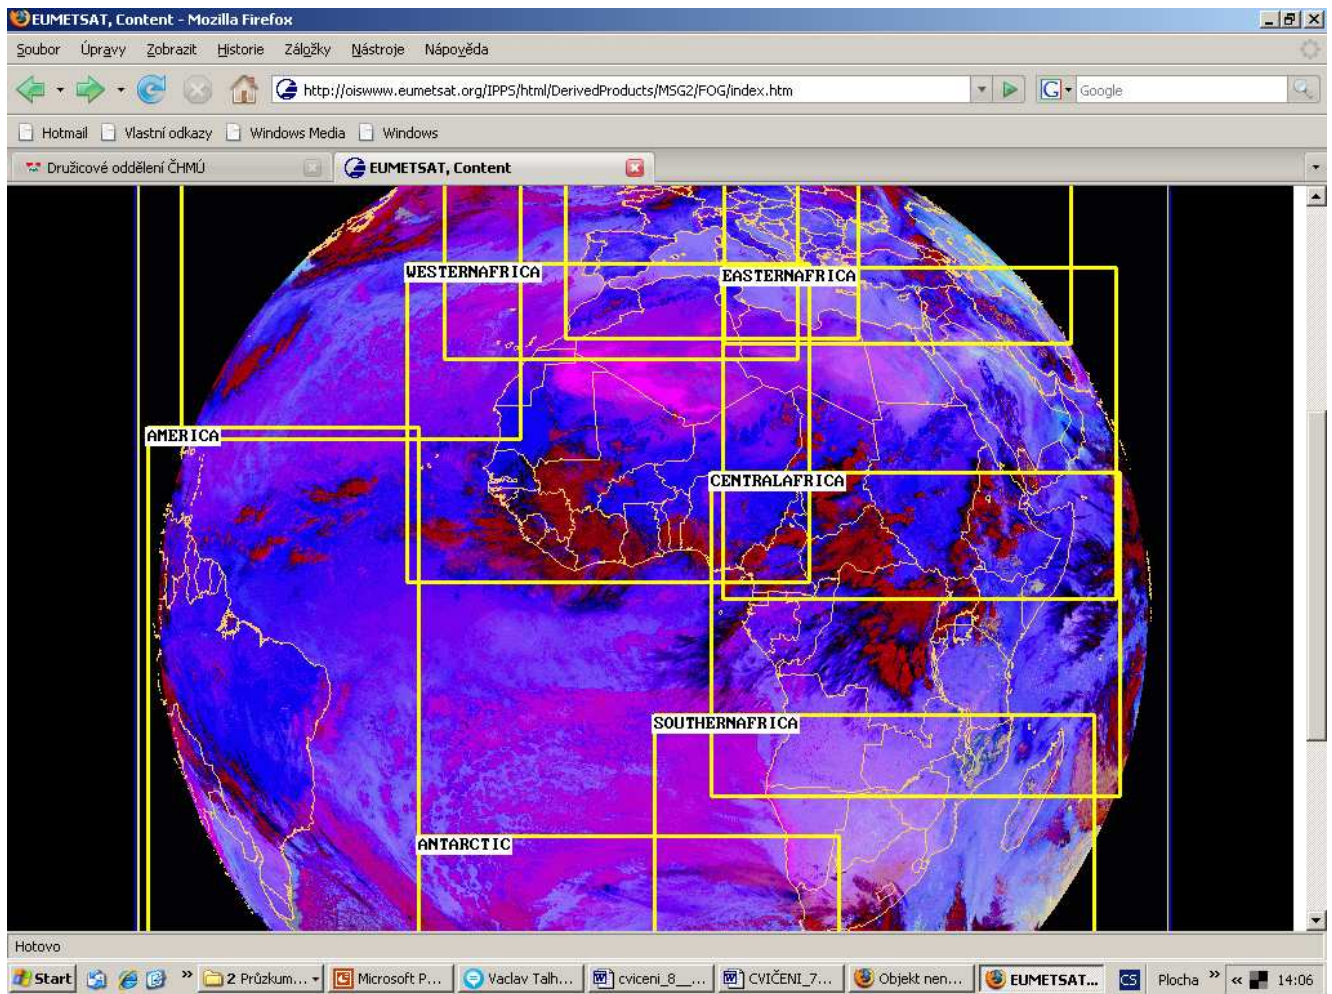 EUMETSAT, Content - Mozilla Firefox
Soubor Úpravy Zobrazit Historie Záložky Nástroje Nápověda
http://oiswww.eumetsat.org/IPPS/html/DerivedProducts/MSG2/FOG/index.htm
G Google
Hotmail Vlastní odkazy Windows Media Windows
Družicové oddělení ČHMÚ
EUMETSAT, Content
WESTERNAFRICA
EASTERNAFRICA
AMERICA
CENTRALAFRICA
SOUTHERNAFRICA
ANTARCTIC
Hotovo
Start » 2 Průzkum... Microsoft P... Vaclav Talh... cviceni_8__... CVIČENI_7... Objekt nen... EUMETSAT... CS Plocha » « 14:06